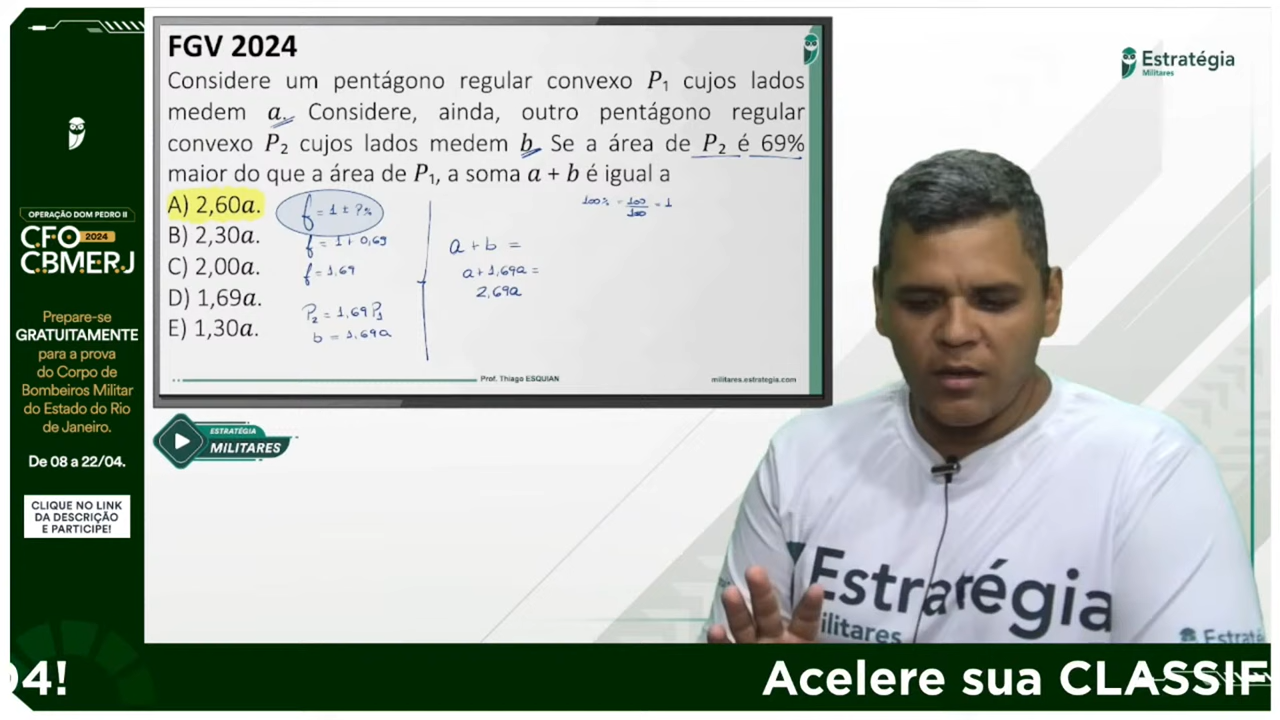 FGV 2024
Considere um pentágono regular convexo P₁ cujos lados
medem a. Considere, ainda, outro pentágono regular
convexo P₂ cujos lados medem b. Se a área de P₂ é 69%
maior do que a área de P₁, a soma a + b é igual a
A) 2,60a.
B) 2,30a.
C) 2,00a.
D) 1,69a.
E) 1,30a.
f = 1 ± ?%
f = 1 + 0,69
f = 1,69
P₂ = 1,69 P₁
b = 1,69a
a + b =
a + 1,69a =
2,69a
100% = 100/100 = 1
Prof. Thiago ESQUIAN
militares.estrategia.com
Estratégia
Militares
OPERAÇÃO DOM PEDRO II
CFO 2024
CBMERJ
Prepare-se
GRATUITAMENTE
para a prova
do Corpo de
Bombeiros Militar
do Estado do Rio
de Janeiro.
De 08 a 22/04.
CLIQUE NO LINK
DA DESCRIÇÃO
E PARTICIPE!
ESTRATÉGIA
MILITARES
Estratégia
ilitares
Estraté
04!
Acelere sua CLASSIF